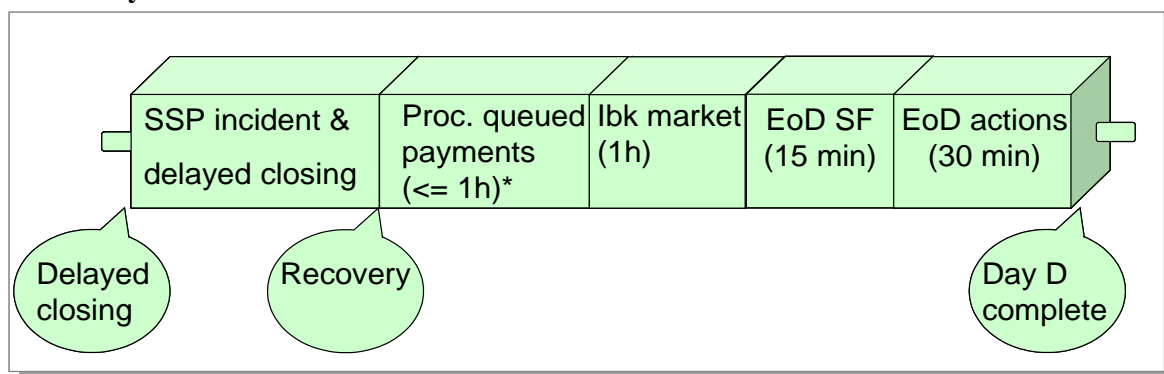 SSP incident &
delayed closing
Proc. queued
payments
(<= 1h)*
Ibk market
(1h)
EoD SF
(15 min)
EoD actions
(30 min)
Delayed
closing
Recovery
Day D
complete